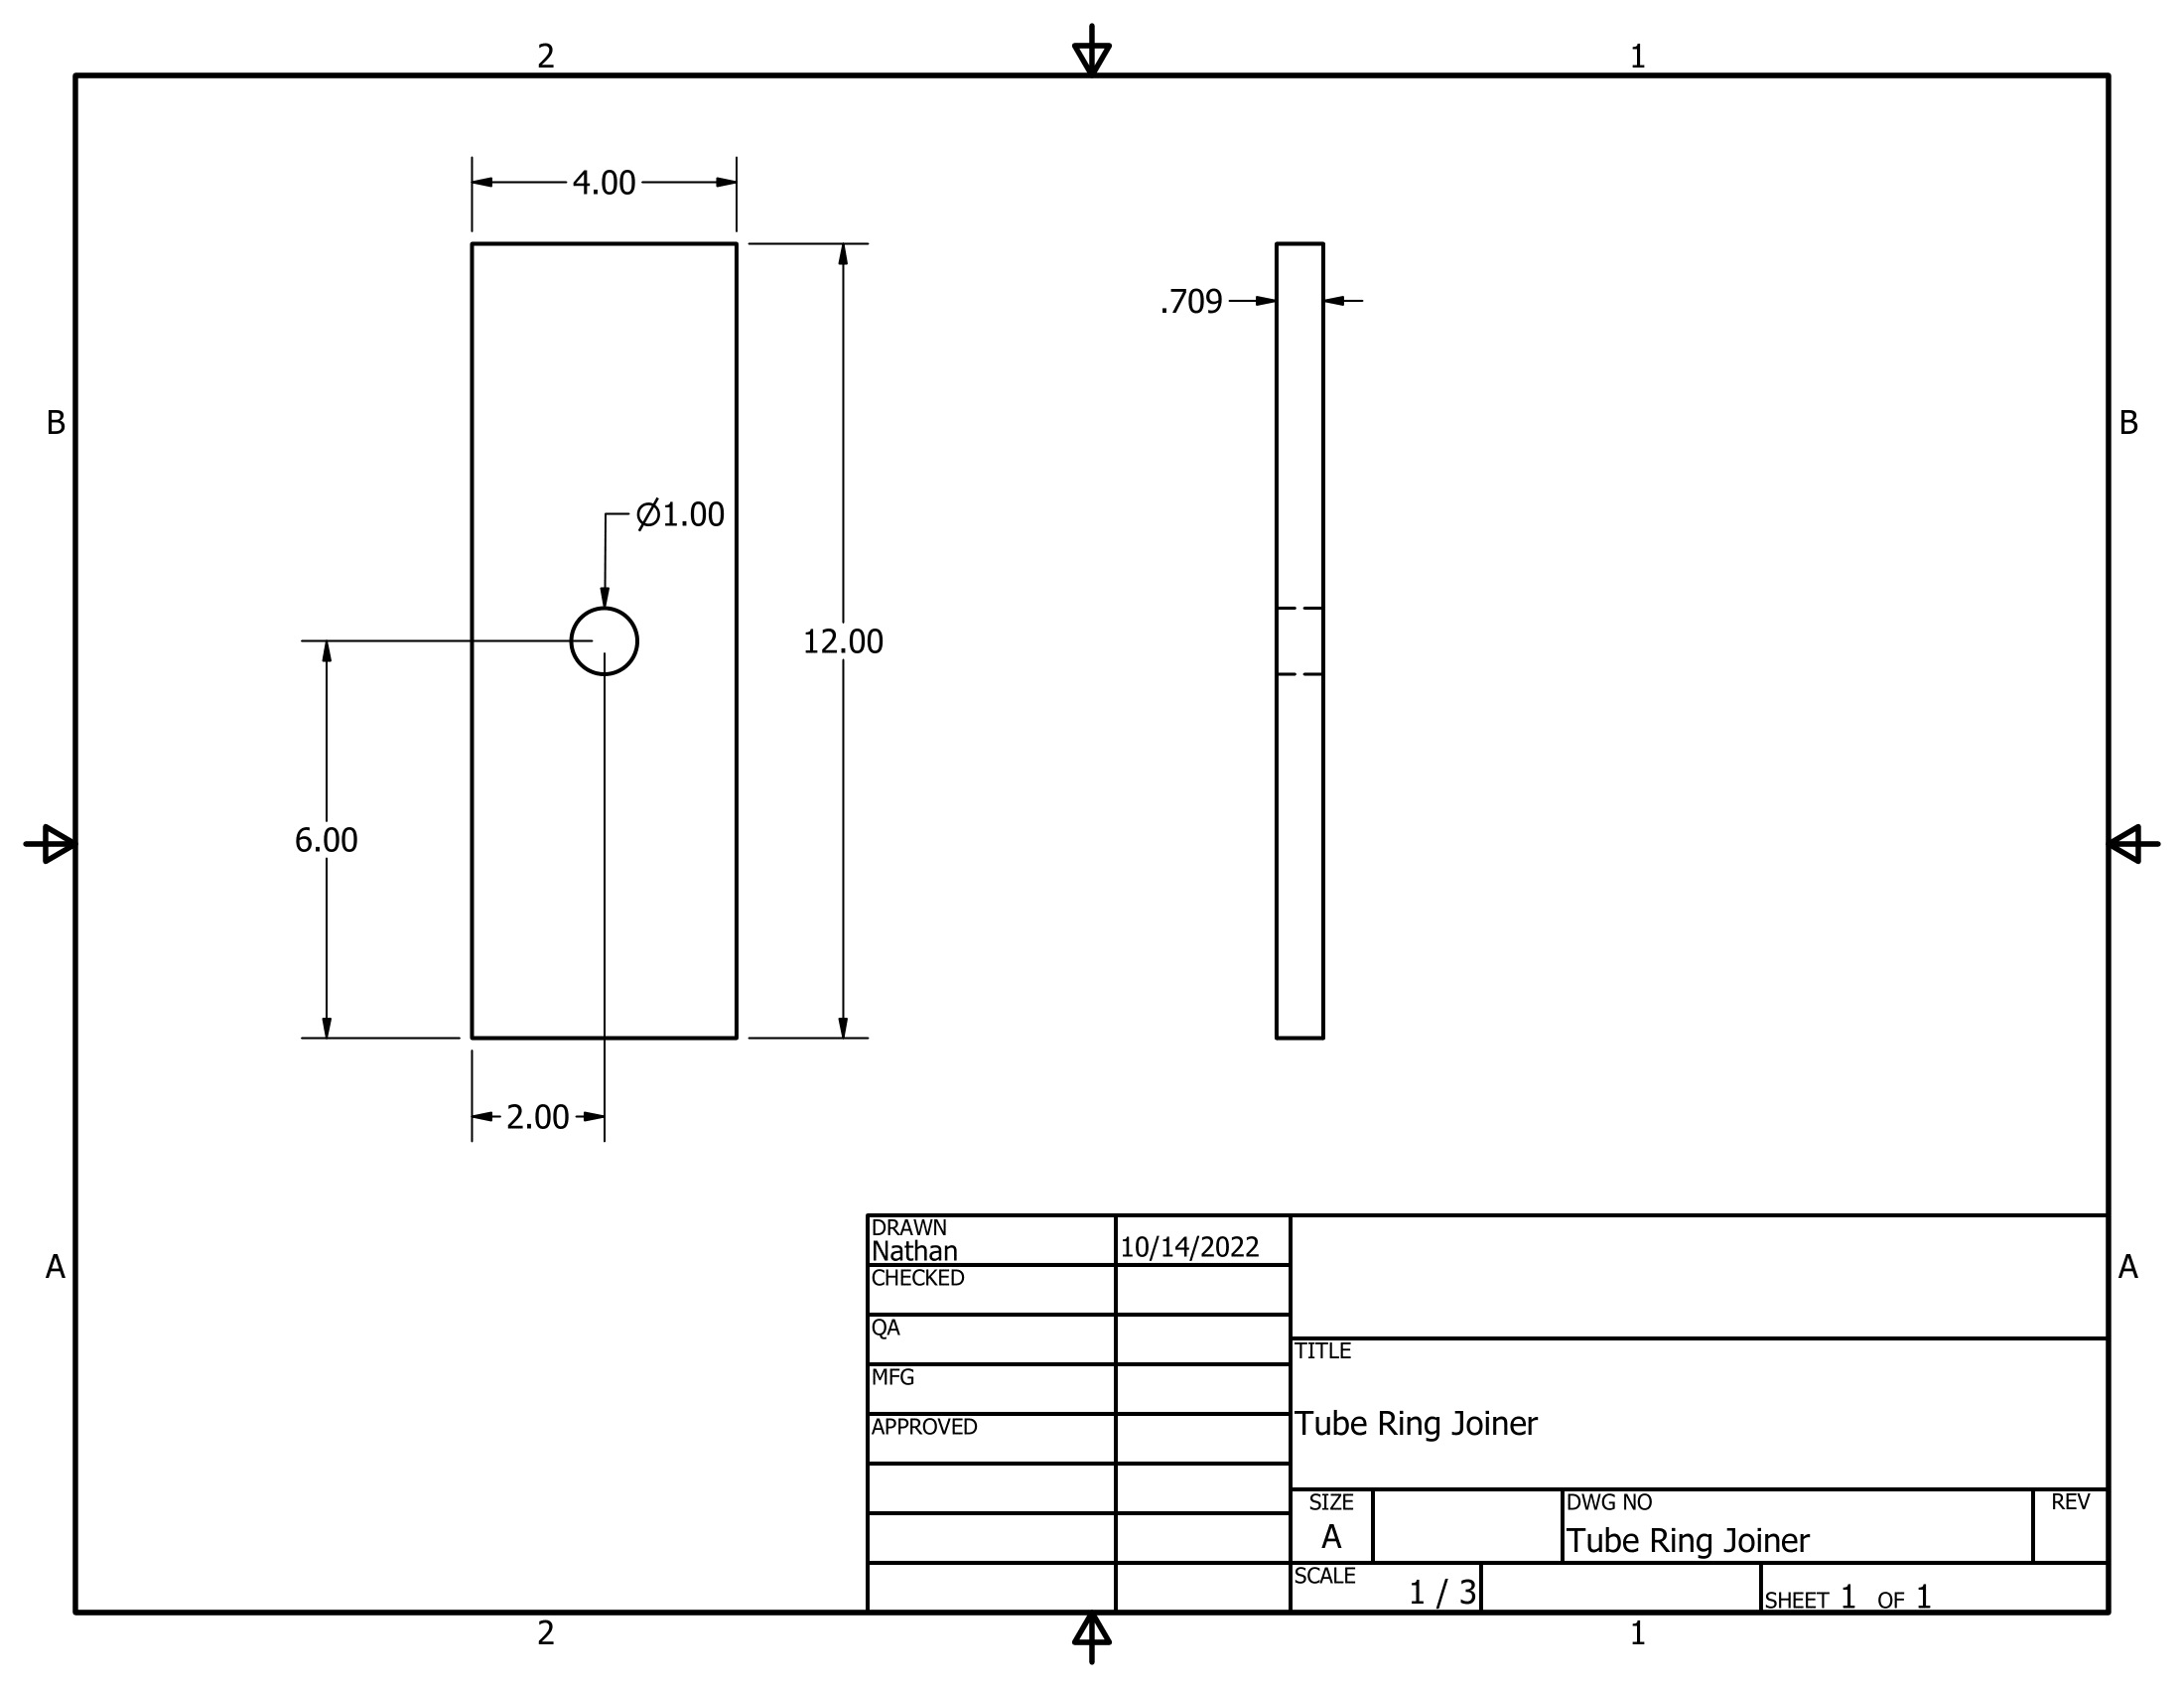 2 1
4.00
.709
B B
⌀1.00
12.00
6.00
2.00
DRAWN
Nathan 10/14/2022
CHECKED
A A
QA
MFG
APPROVED
TITLE
Tube Ring Joiner
SIZE
A
DWG NO
Tube Ring Joiner
REV
SCALE
1 / 3
SHEET 1 OF 1
2 1